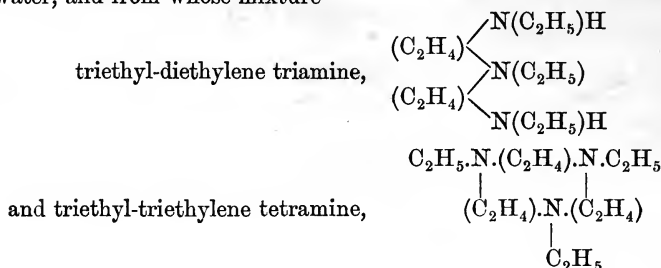 water, and from whose mixture
N(C₂H₅)H
(C₂H₄)
triethyl-diethylene triamine, N(C₂H₅)
(C₂H₄)
N(C₂H₅)H
C₂H₅.N.(C₂H₄).N.C₂H₅
and triethyl-triethylene tetramine, (C₂H₄).N.(C₂H₄)
C₂H₅